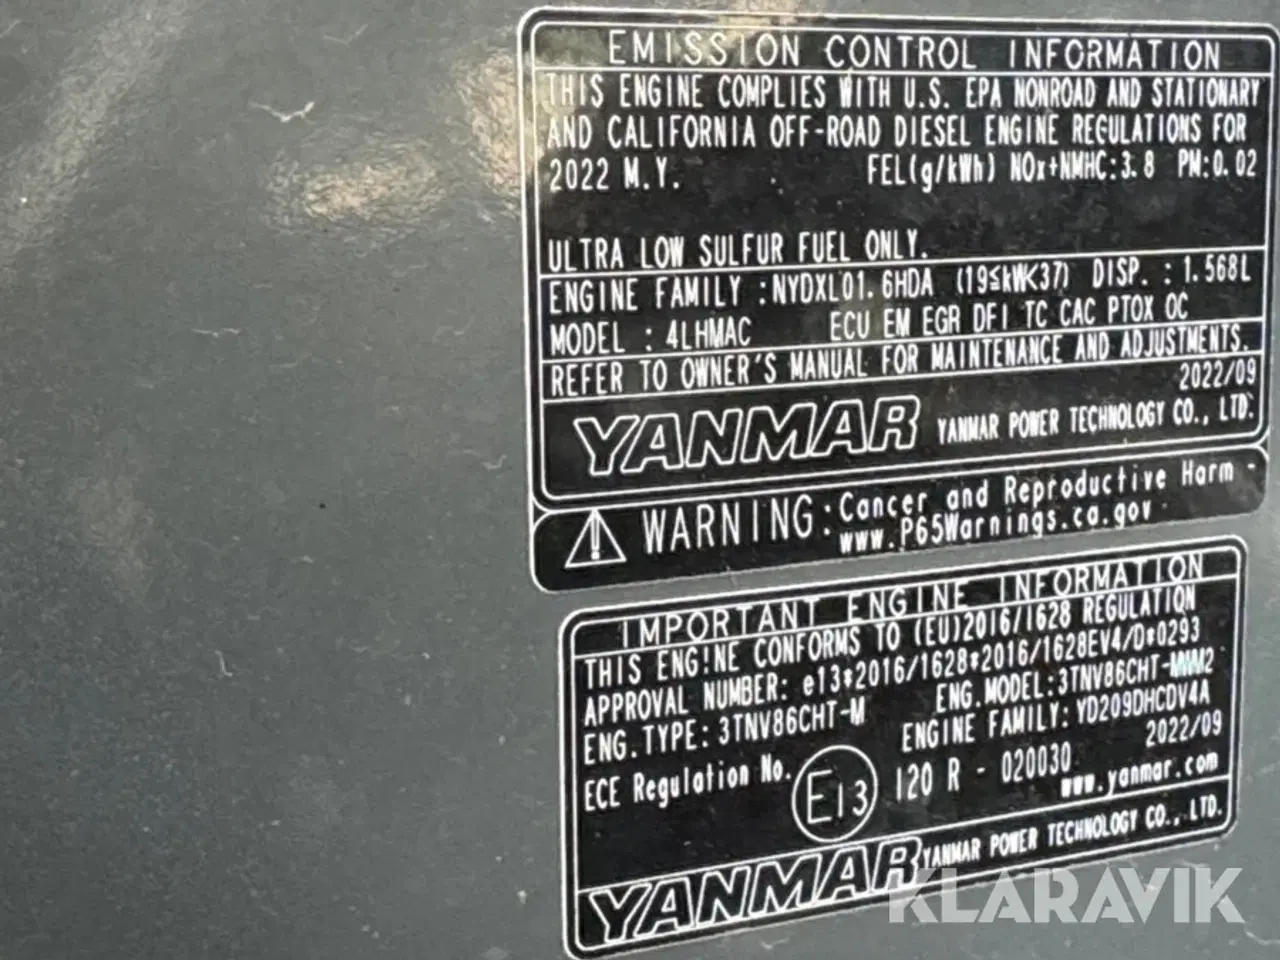 EMISSION CONTROL INFORMATION
THIS ENGINE COMPLIES WITH U.S. EPA NONROAD AND STATIONARY
AND CALIFORNIA OFF-ROAD DIESEL ENGINE REGULATIONS FOR
2022 M.Y. FEL(g/kWh) NOx+NMHC:3.8 PM:0.02
ULTRA LOW SULFUR FUEL ONLY.
ENGINE FAMILY :NYDXL01.6HDA (19≦kW<37) DISP. : 1.568L
MODEL : 4LHMAC ECU EM EGR DFI TC CAC PTOX OC
REFER TO OWNER'S MANUAL FOR MAINTENANCE AND ADJUSTMENTS.
2022/09
YANMAR YANMAR POWER TECHNOLOGY CO., LTD.
WARNING: Cancer and Reproductive Harm -
www.P65Warnings.ca.gov
IMPORTANT ENGINE INFORMATION
THIS ENGINE CONFORMS TO (EU)2016/1628 REGULATION
APPROVAL NUMBER: e13*2016/1628*2016/1628EV4/D*0293
ENG.TYPE: 3TNV86CHT-M ENG.MODEL:3TNV86CHT-MWM2
ENGINE FAMILY: YD209DHCDV4A
ECE Regulation No. E13 120 R - 020030 2022/09
www.yanmar.com
YANMAR YANMAR POWER TECHNOLOGY CO., LTD.
KLARAVIK